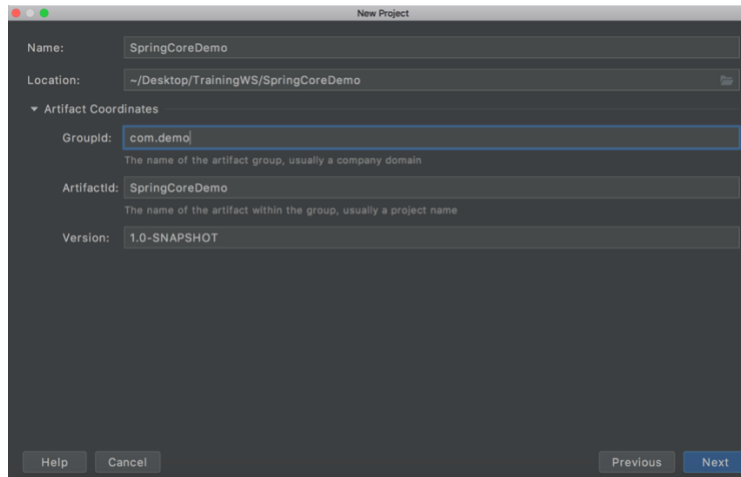 New Project
Name: SpringCoreDemo
Location: ~/Desktop/TrainingWS/SpringCoreDemo
Artifact Coordinates
GroupId: com.demo
The name of the artifact group, usually a company domain
ArtifactId: SpringCoreDemo
The name of the artifact within the group, usually a project name
Version: 1.0-SNAPSHOT
Help Cancel Previous Next